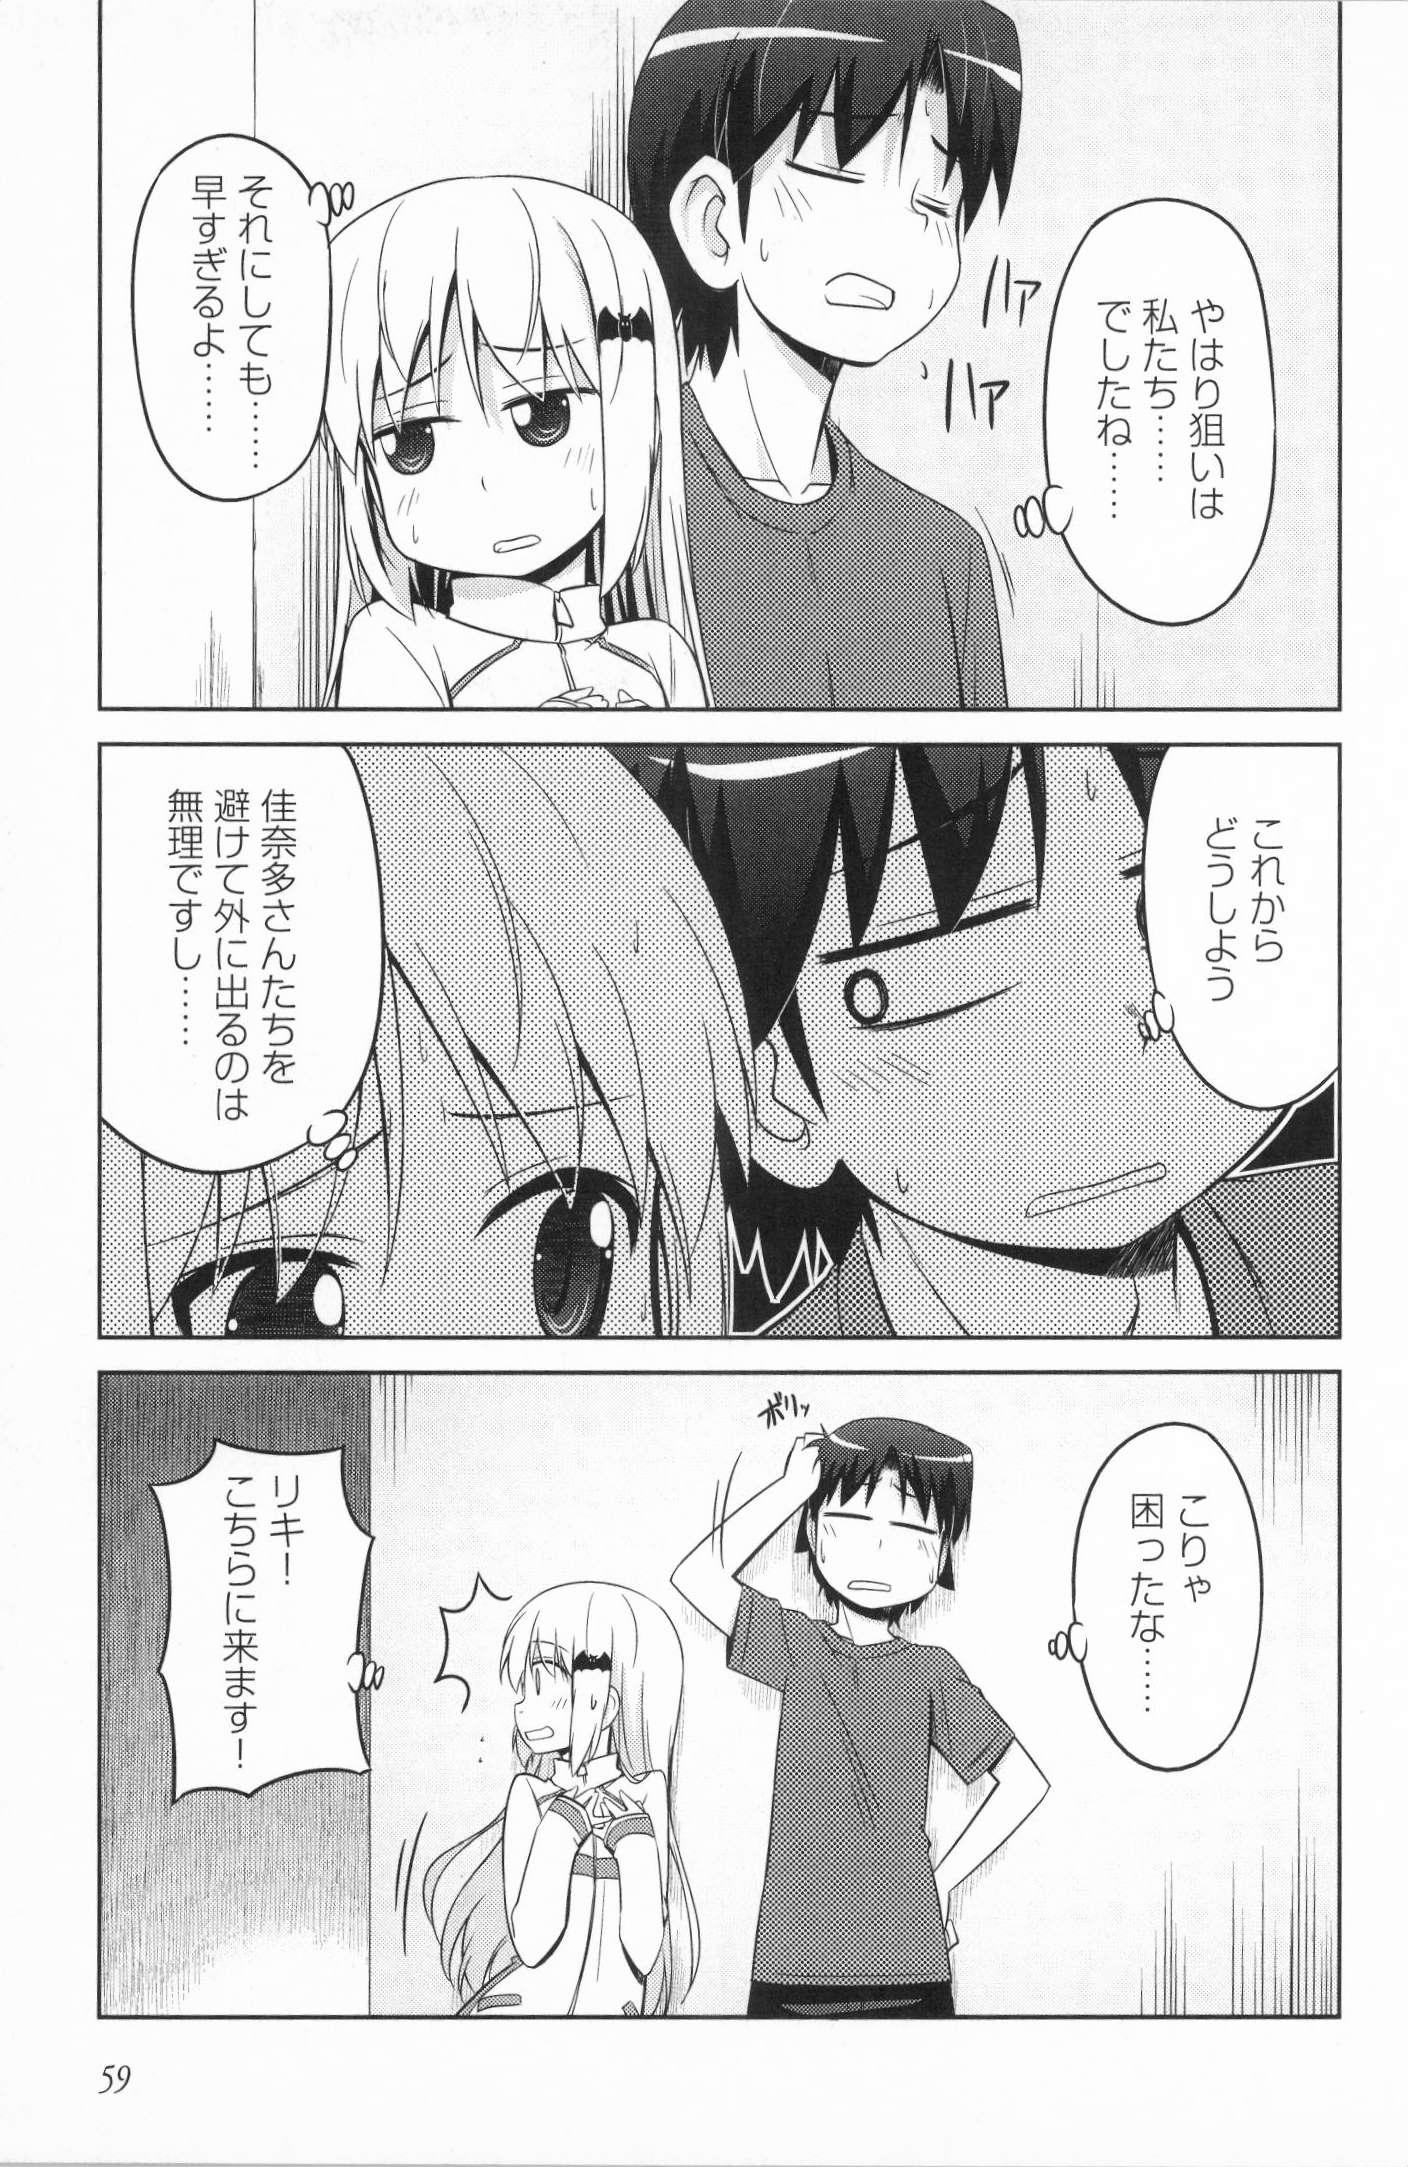 やはり狙いは
私たち……
でしたね……
ハァ
ハァ
それにしても……
早すぎるよ……
これから
どうしよう
佳奈多さんたちを
避けて外に出るのは
無理ですし……
こりゃ
困ったな……
ボリッ
リキ！
こちらに来ます！
59